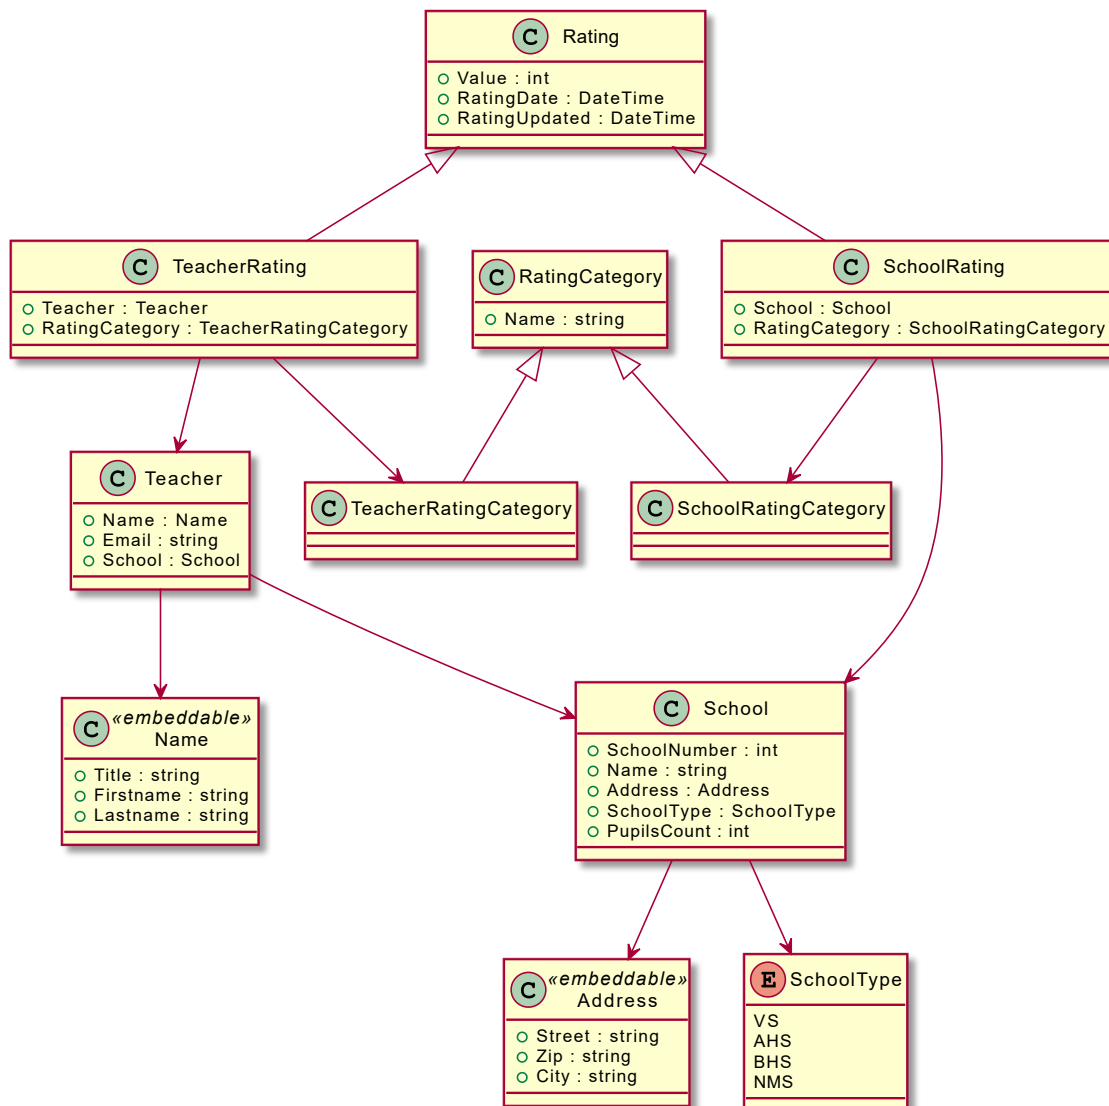 C Rating
Value : int
RatingDate : DateTime
RatingUpdated : DateTime
C TeacherRating
Teacher : Teacher
RatingCategory : TeacherRatingCategory
C RatingCategory
Name : string
C SchoolRating
School : School
RatingCategory : SchoolRatingCategory
C Teacher
Name : Name
Email : string
School : School
C TeacherRatingCategory
C SchoolRatingCategory
C «embeddable»
Name
Title : string
Firstname : string
Lastname : string
C School
SchoolNumber : int
Name : string
Address : Address
SchoolType : SchoolType
PupilsCount : int
C «embeddable»
Address
Street : string
Zip : string
City : string
E SchoolType
VS
AHS
BHS
NMS